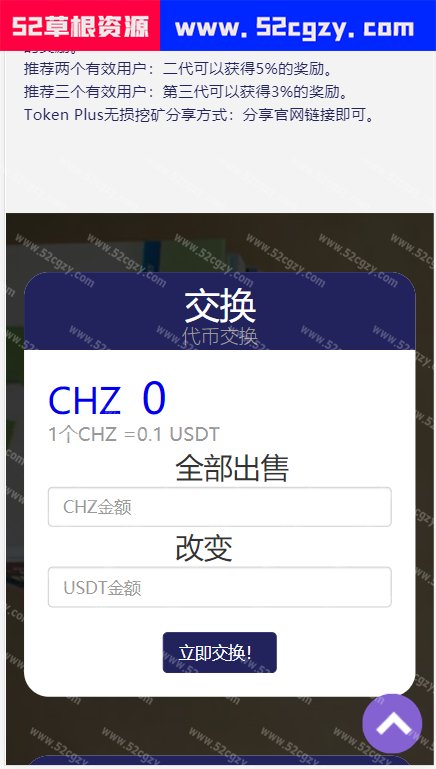 52草根资源 www.52cgzy.com
推荐两个有效用户：二代可以获得5%的奖励。
推荐三个有效用户：第三代可以获得3%的奖励。
Token Plus无损挖矿分享方式：分享官网链接即可。
交换
代币交换
CHZ 0
1个CHZ =0.1 USDT
全部出售
CHZ金额
改变
USDT金额
立即交换!
www.52cgzy.com